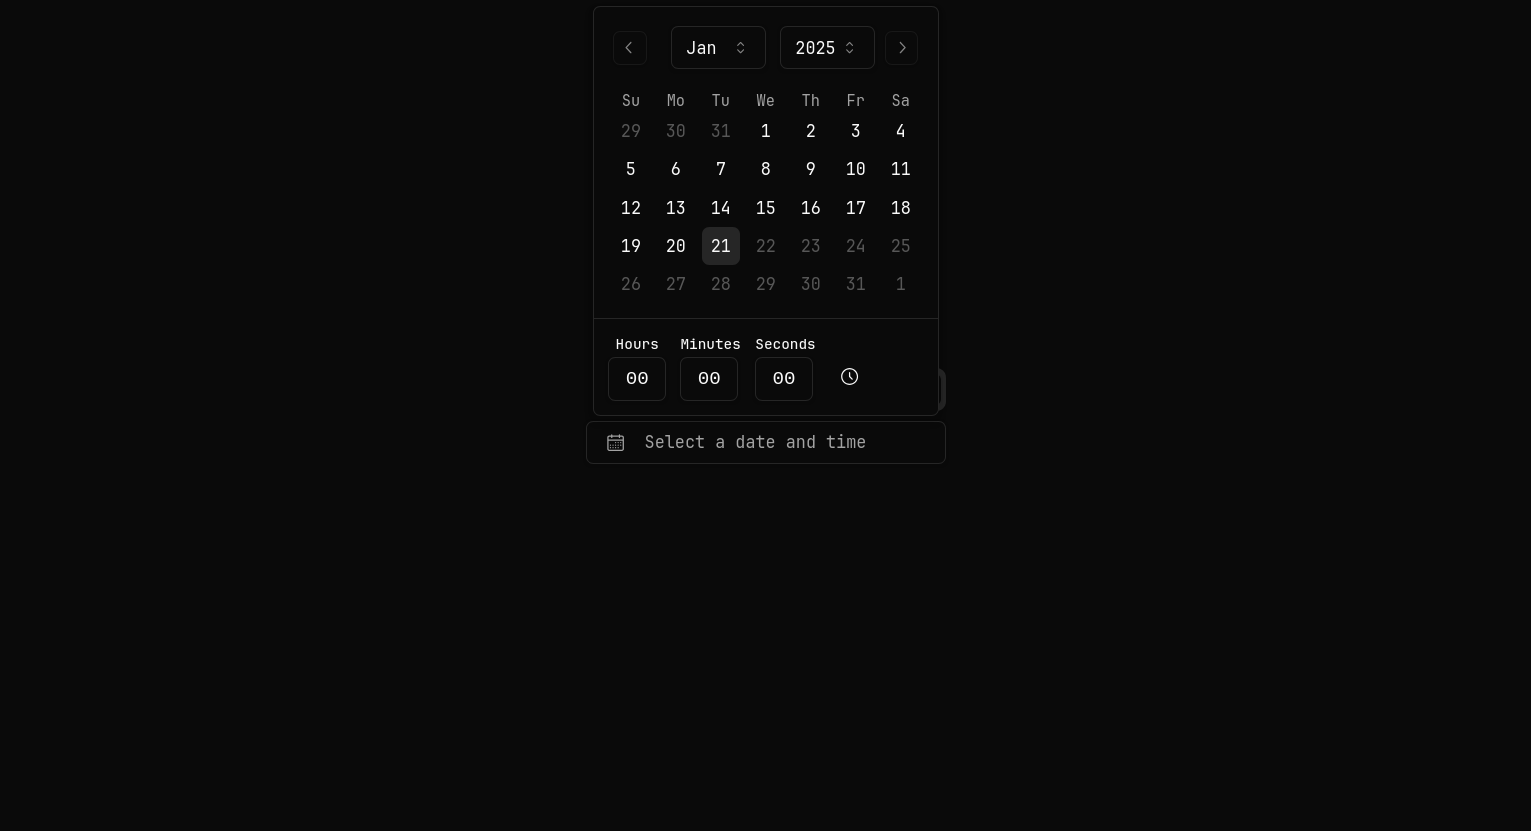 Jan 2025
Su Mo Tu We Th Fr Sa
29 30 31 1 2 3 4
5 6 7 8 9 10 11
12 13 14 15 16 17 18
19 20 21 22 23 24 25
26 27 28 29 30 31 1
Hours Minutes Seconds
00 00 00
Select a date and time